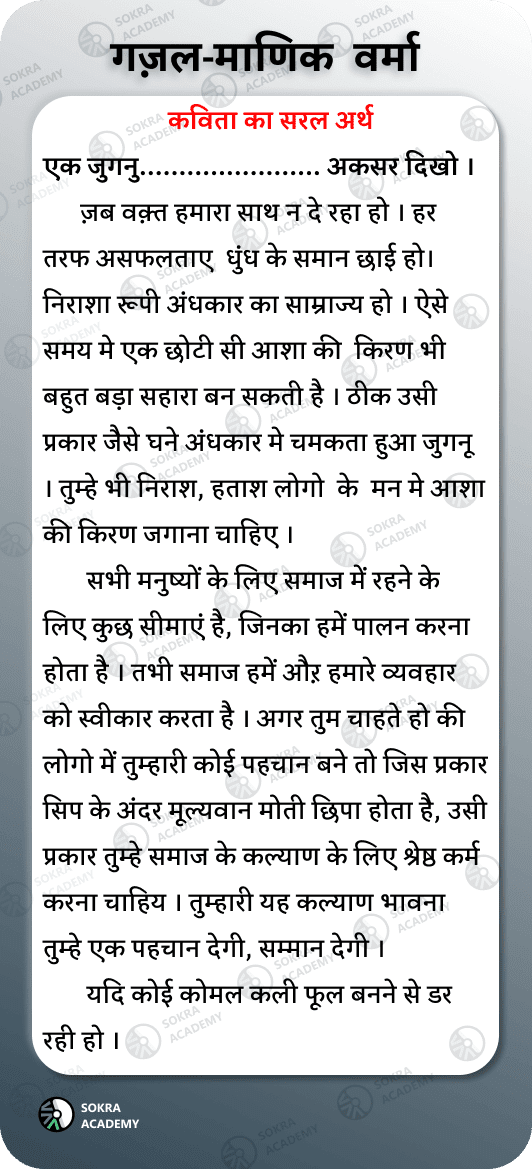 गज़ल-माणिक वर्मा
कविता का सरल अर्थ
एक जुगनु....................... अकसर दिखो ।
ज़ब वक़्त हमारा साथ न दे रहा हो । हर
तरफ असफलताए धुंध के समान छाई हो।
निराशा रूपी अंधकार का साम्राज्य हो । ऐसे
समय मे एक छोटी सी आशा की किरण भी
बहुत बड़ा सहारा बन सकती है । ठीक उसी
प्रकार जैसे घने अंधकार मे चमकता हुआ जुगनू
। तुम्हे भी निराश, हताश लोगो के मन मे आशा
की किरण जगाना चाहिए ।
सभी मनुष्यों के लिए समाज में रहने के
लिए कुछ सीमाएं है, जिनका हमें पालन करना
होता है । तभी समाज हमें औऱ हमारे व्यवहार
को स्वीकार करता है । अगर तुम चाहते हो की
लोगो में तुम्हारी कोई पहचान बने तो जिस प्रकार
सिप के अंदर मूल्यवान मोती छिपा होता है, उसी
प्रकार तुम्हे समाज के कल्याण के लिए श्रेष्ठ कर्म
करना चाहिय । तुम्हारी यह कल्याण भावना
तुम्हे एक पहचान देगी, सम्मान देगी ।
यदि कोई कोमल कली फूल बनने से डर
रही हो ।
SOKRA
ACADEMY